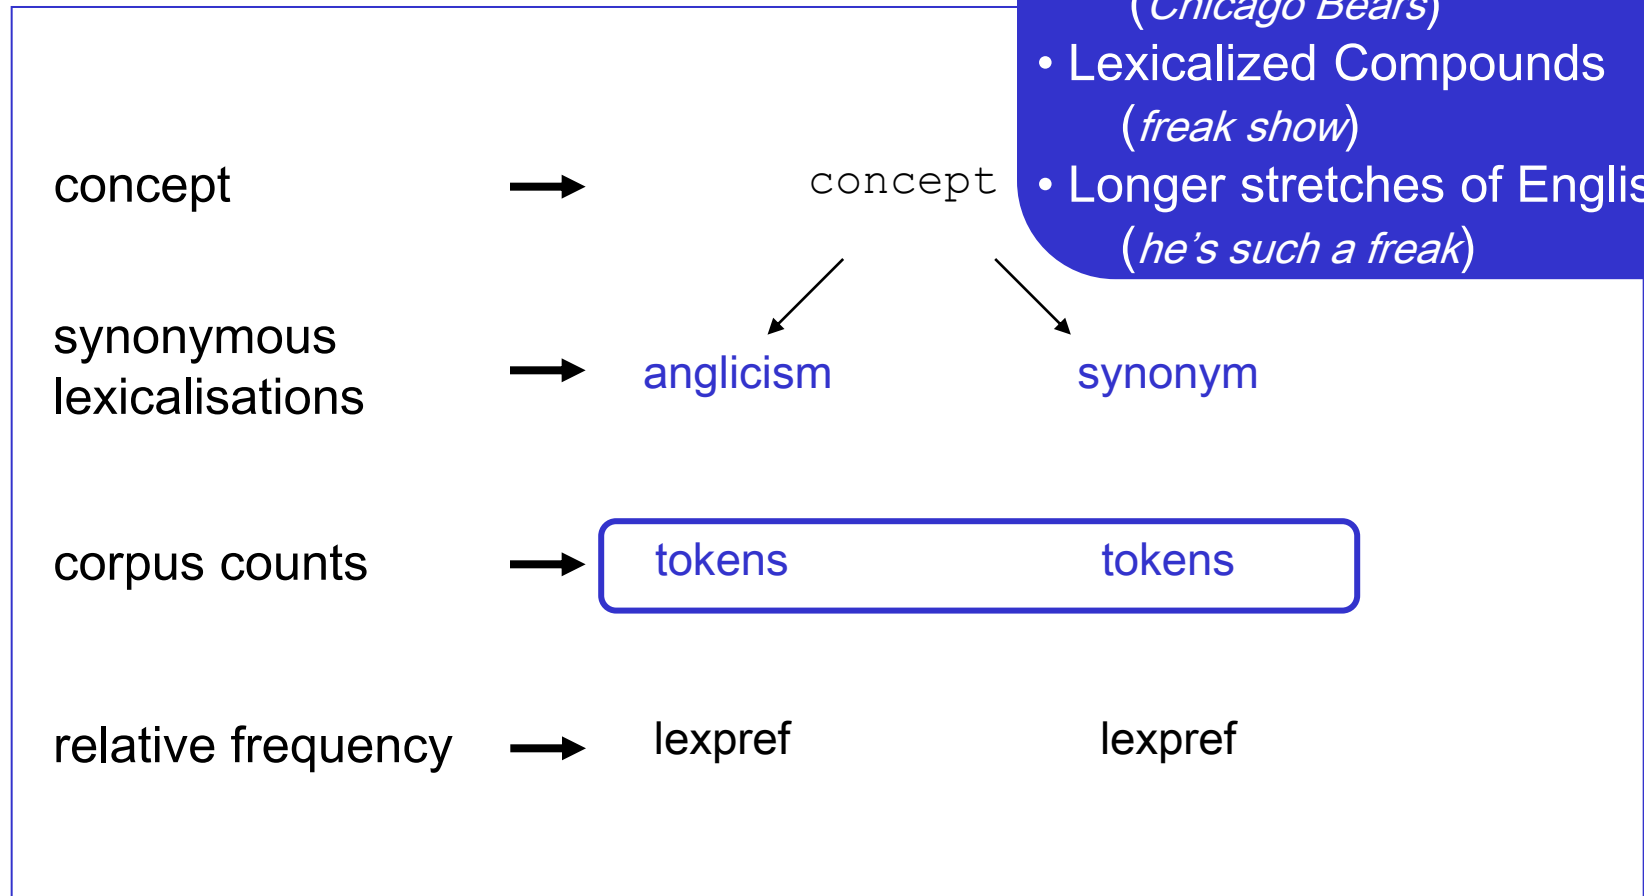 (Chicago Bears)
• Lexicalized Compounds
(freak show)
• Longer stretches of Englis
(he's such a freak)
concept
concept
synonymous
lexicalisations
anglicism synonym
corpus counts
tokens tokens
relative frequency
lexpref lexpref